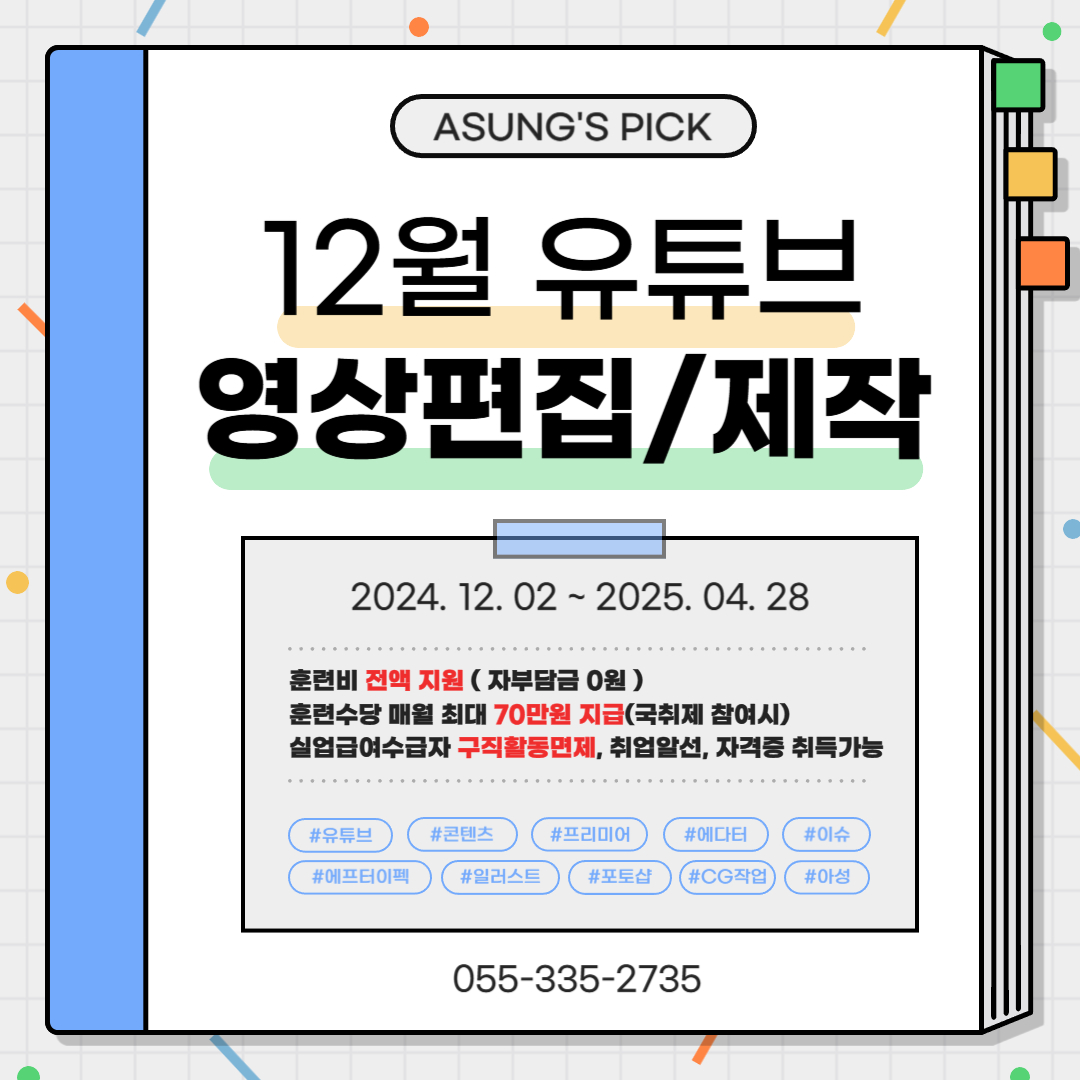 ASUNG'S PICK
12월 유튜브
영상편집/제작
2024. 12. 02 ~ 2025. 04. 28
훈련비 전액 지원 ( 자부담금 0원 )
훈련수당 매월 최대 70만원 지급(국취제 참여시)
실업급여수급자 구직활동면제, 취업알선, 자격증 취득가능
#유튜브 #콘텐츠 #프리미어 #에다터 #이슈
#에프터이펙 #일러스트 #포토샵 #CG작업 #아성
055-335-2735